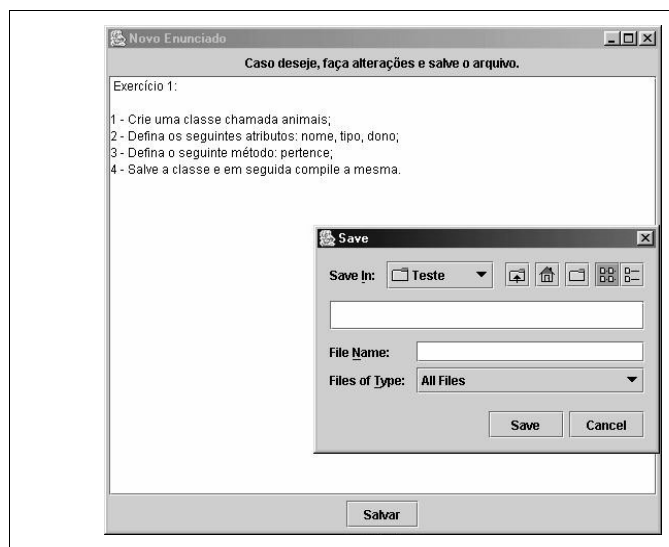 Novo Enunciado
Caso deseje, faça alterações e salve o arquivo.
Exercício 1:
1 - Crie uma classe chamada animais;
2 - Defina os seguintes atributos: nome, tipo, dono;
3 - Defina o seguinte método: pertence;
4 - Salve a classe e em seguida compile a mesma.
Save
Save In: Teste
File Name:
Files of Type: All Files
Save Cancel
Salvar